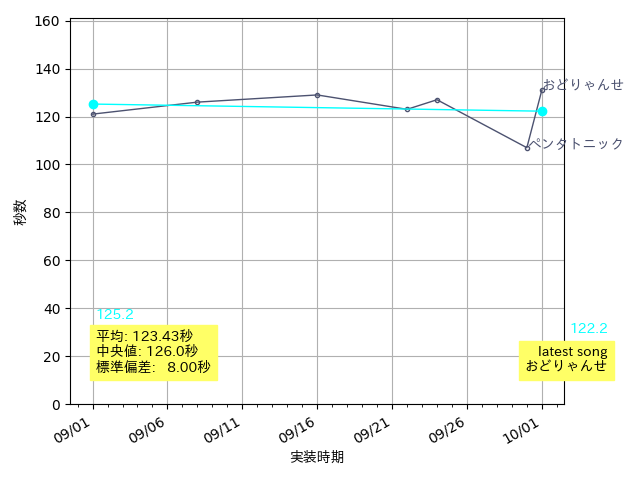 160
140
120
100
80
60
40
20
0
秒数
おどりゃんせ
ペンタトニック
125.2
平均: 123.43秒
中央値: 126.0秒
標準偏差: 8.00秒
122.2
latest song
おどりゃんせ
09/01
09/06
09/11
09/16
09/21
09/26
10/01
実装時期